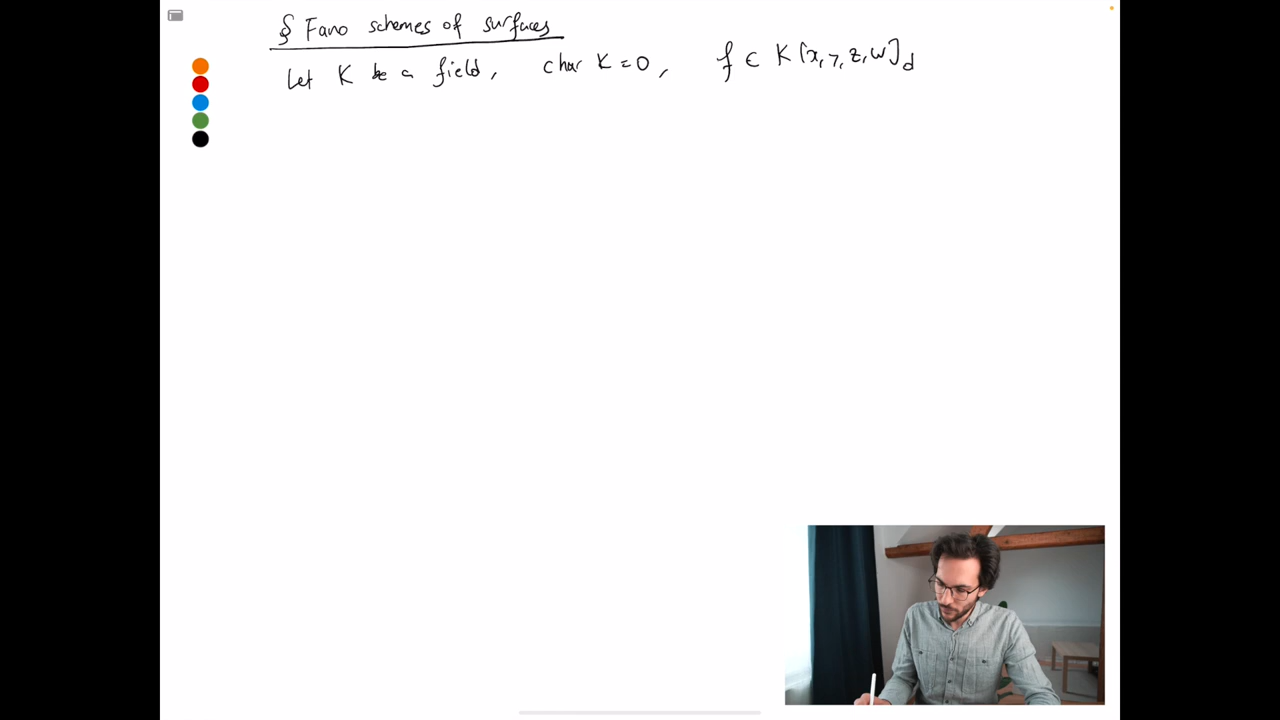 § Fano schemes of surfaces
Let K be a field, char K = 0, f ∈ K[x, y, z, w]_d